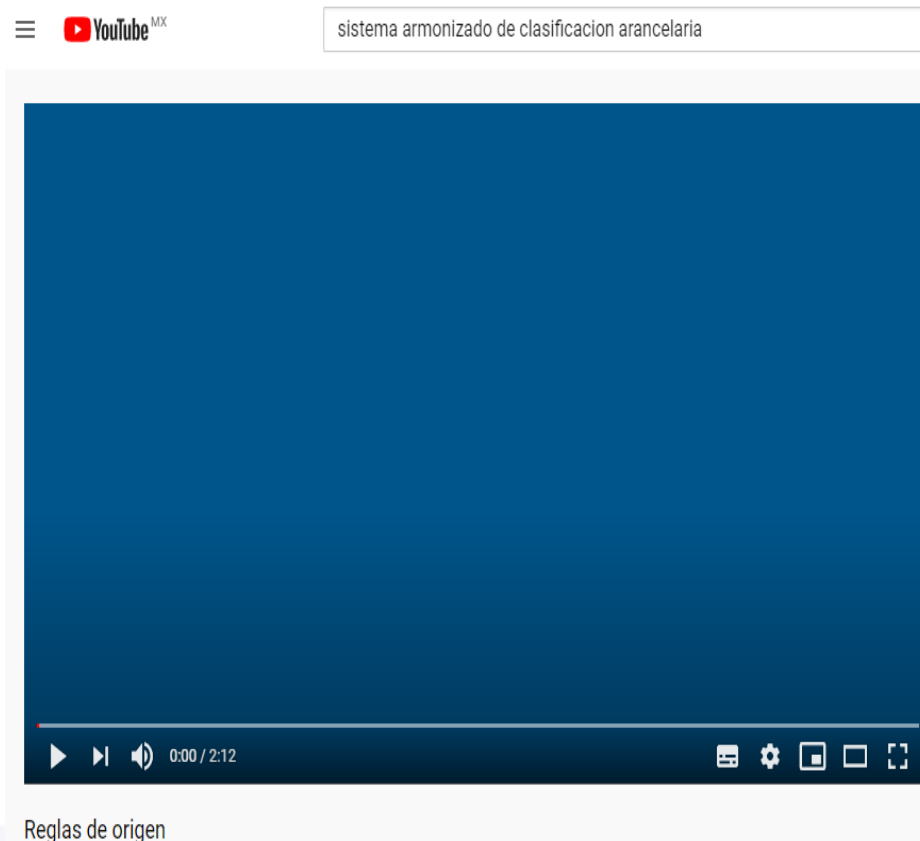 YouTube MX
sistema armonizado de clasificacion arancelaria
0:00 / 2:12
Reglas de origen